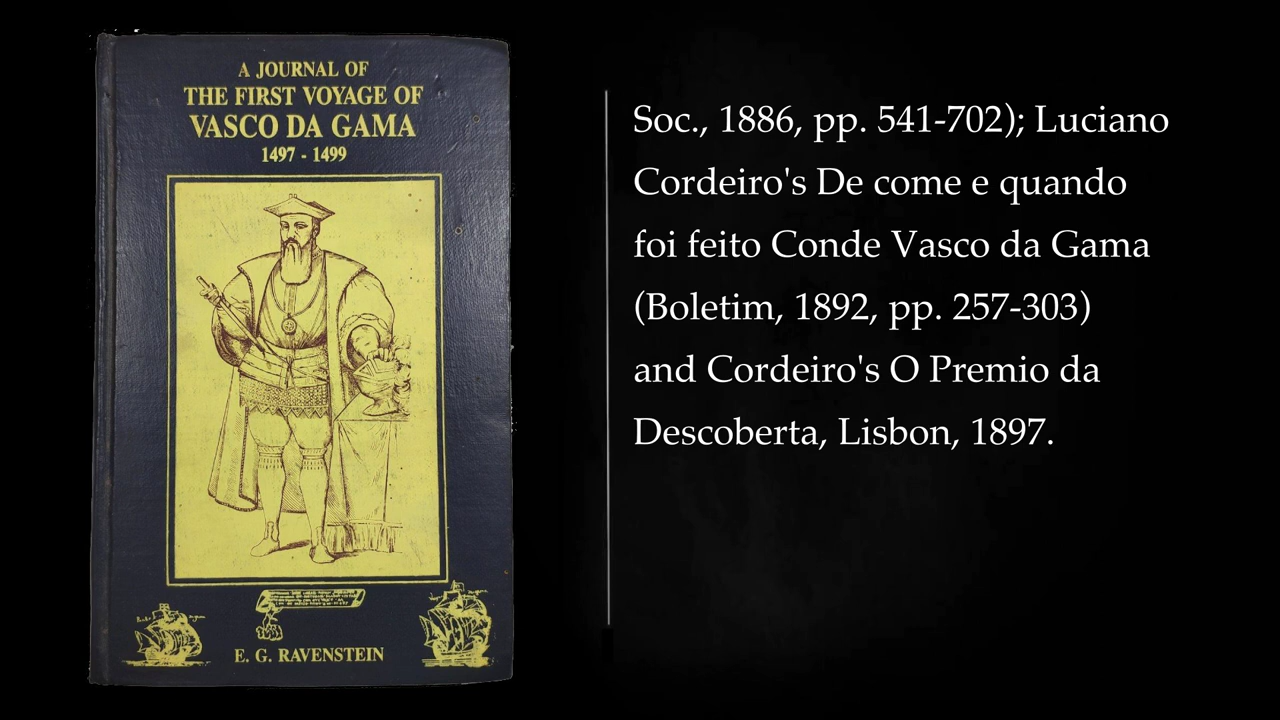 A JOURNAL OF
THE FIRST VOYAGE OF
VASCO DA GAMA
1497 - 1499
E. G. RAVENSTEIN
Soc., 1886, pp. 541-702); Luciano
Cordeiro's De come e quando
foi feito Conde Vasco da Gama
(Boletim, 1892, pp. 257-303)
and Cordeiro's O Premio da
Descoberta, Lisbon, 1897.